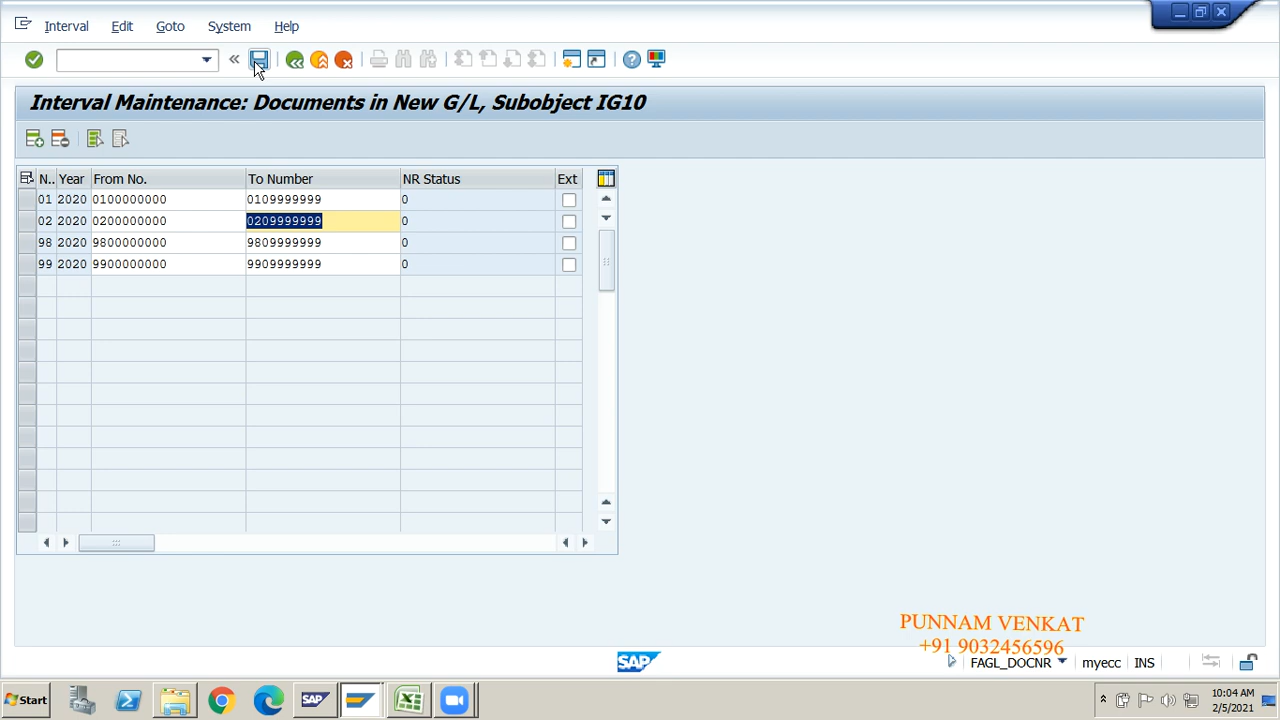 Interval Edit Goto System Help
Interval Maintenance: Documents in New G/L, Subobject IG10
N.. Year From No. To Number NR Status Ext
01 2020 0100000000 0109999999 0
02 2020 0200000000 0209999999 0
98 2020 9800000000 9809999999 0
99 2020 9900000000 9909999999 0
PUNNAM VENKAT
+91 9032456596
SAP FAGL_DOCNR myecc INS
Start SAP 10:04 AM
2/5/2021